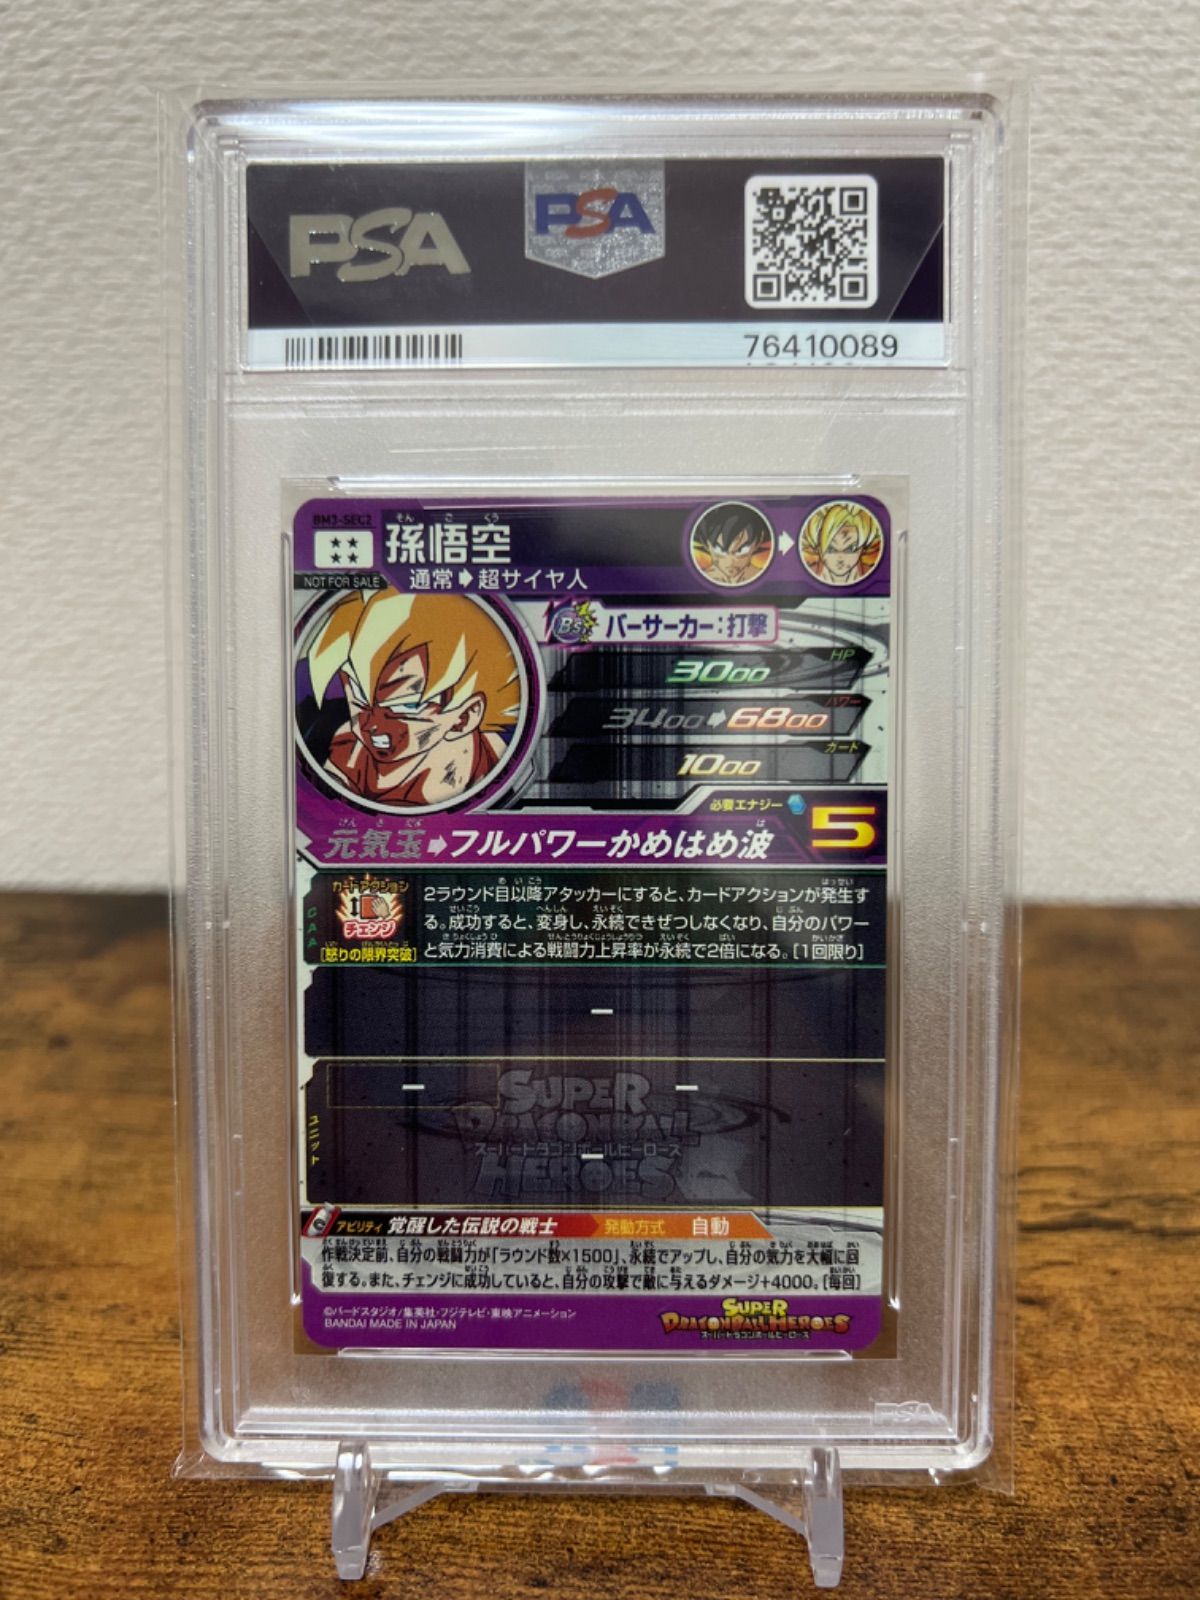 PSA
PSA
76410089
BM3-SEC2
孫悟空
そん ご くう
NOT FOR SALE
通常➡超サイヤ人
Bs バーサーカー:打撃
HP
3000
パワー
3400➡6800
カード
1000
必要エナジー
5
元気玉➡フルパワーかめはめ波
カードアクション
チェンジ
[怒りの限界突破]
CAA
2ラウンド目以降アタッカーにすると、カードアクションが発生す
る。成功すると、変身し、永続できぜつしなくなり、自分のパワー
と気力消費による戦闘力上昇率が永続で2倍になる。[1回限り]
ー
ー ー
SUPER
DRAGONBALL
スーパードラゴンボールヒーローズ
HEROES
ー
ユニット
アビリティ 覚醒した伝説の戦士 発動方式 自動
作戦決定前、自分の戦闘力が「ラウンド数×1500」、永続でアップし、自分の気力を大幅に回
復する。また、チェンジに成功していると、自分の攻撃で敵に与えるダメージ+4000。[毎回]
©バードスタジオ/集英社・フジテレビ・東映アニメーション
BANDAI MADE IN JAPAN
SUPER
DRAGONBALL HEROES
スーパードラゴンボールヒーローズ
PSA